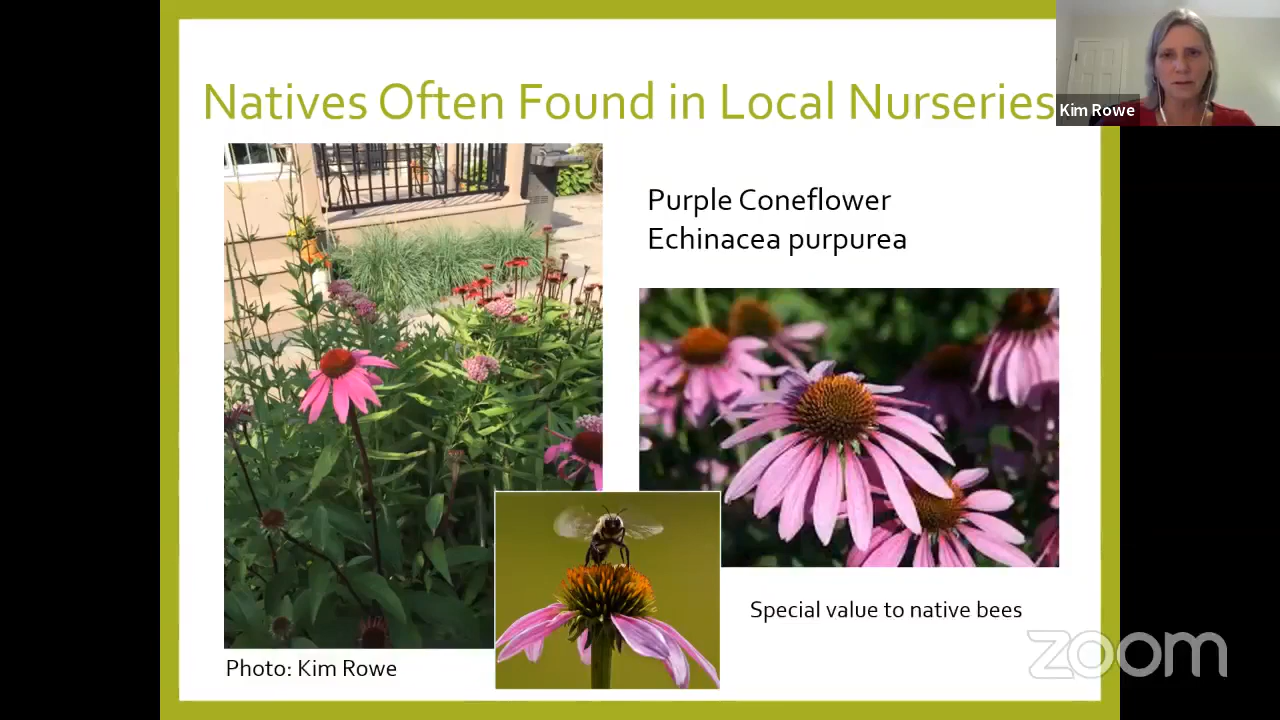 Natives Often Found in Local Nurseries
Kim Rowe
Purple Coneflower
Echinacea purpurea
Special value to native bees
zoom
Photo: Kim Rowe